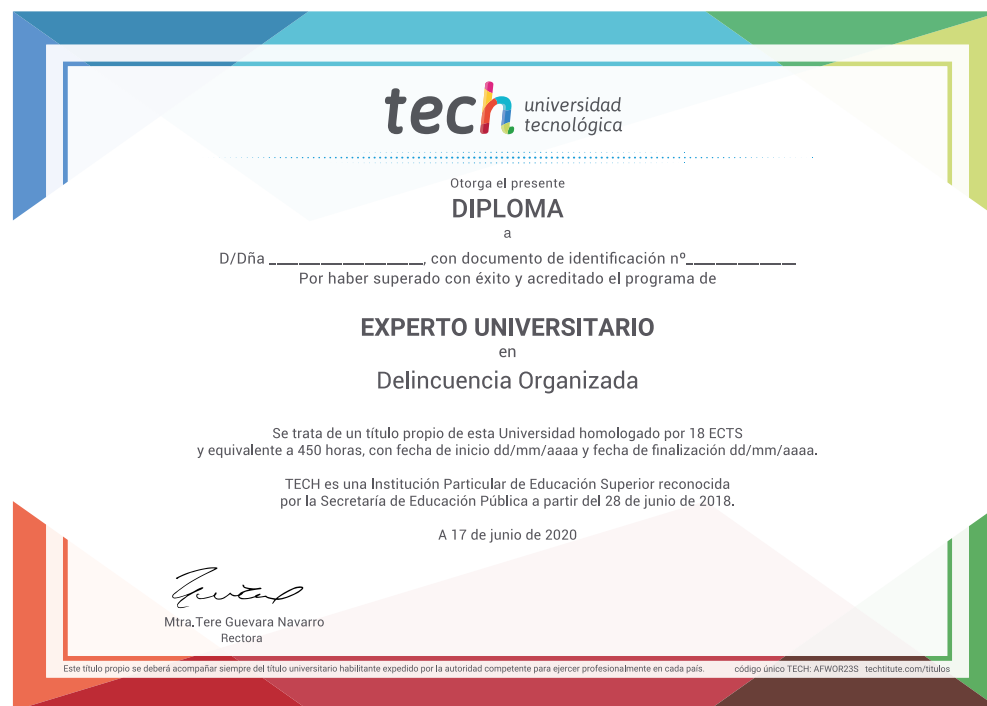 tech universidad
tecnológica
Otorga el presente
DIPLOMA
a
D/Dña ____________________, con documento de identificación nº______________
Por haber superado con éxito y acreditado el programa de
EXPERTO UNIVERSITARIO
en
Delincuencia Organizada
Se trata de un título propio de esta Universidad homologado por 18 ECTS
y equivalente a 450 horas, con fecha de inicio dd/mm/aaaa y fecha de finalización dd/mm/aaaa.
TECH es una Institución Particular de Educación Superior reconocida
por la Secretaría de Educación Pública a partir del 28 de junio de 2018.
A 17 de junio de 2020
Mtra.Tere Guevara Navarro
Rectora
Este título propio se deberá acompañar siempre del título universitario habilitante expedido por la autoridad competente para ejercer profesionalmente en cada país. código único TECH: AFWOR23S techtitute.com/titulos